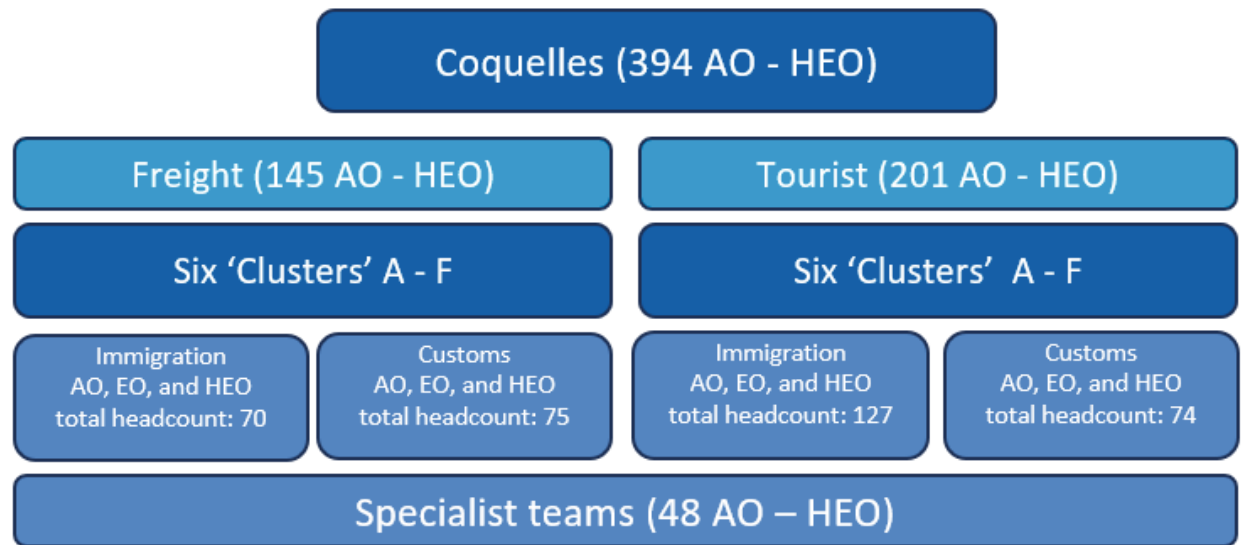 Coquelles (394 AO - HEO)
Freight (145 AO - HEO)
Tourist (201 AO - HEO)
Six ‘Clusters’ A - F
Six ‘Clusters’  A - F
Immigration
AO, EO, and HEO
total headcount: 70
Customs
AO, EO, and HEO
total headcount: 75
Immigration
AO, EO, and HEO
total headcount: 127
Customs
AO, EO, and HEO
total headcount: 74
Specialist teams (48 AO – HEO)